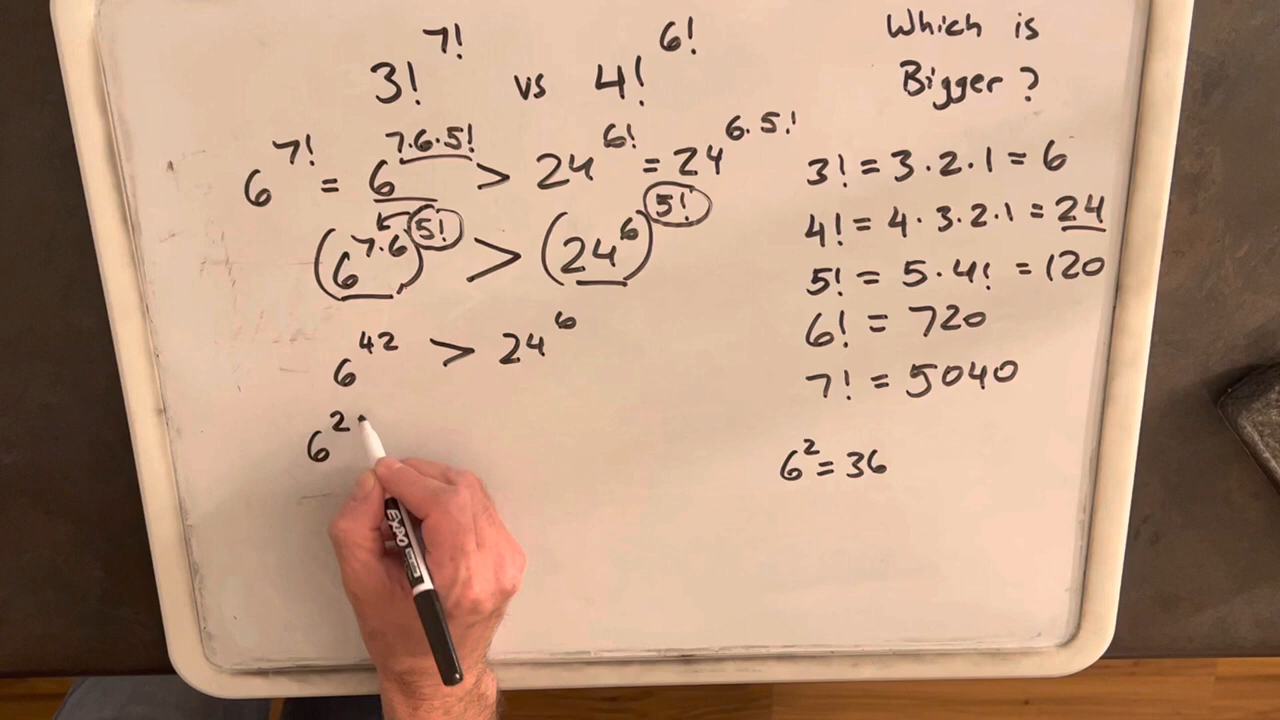 3!^7! vs 4!^6!
6^7! = 6^7·6·5! > 24^6! = 24^6·5!
(6^7·6)^5! > (24^6)^5!
6^42 > 24^6
6^2·
Which is
Bigger ?
3! = 3·2·1 = 6
4! = 4·3·2·1 = 24
5! = 5·4! = 120
6! = 720
7! = 5040
6^2 = 36
EXPO